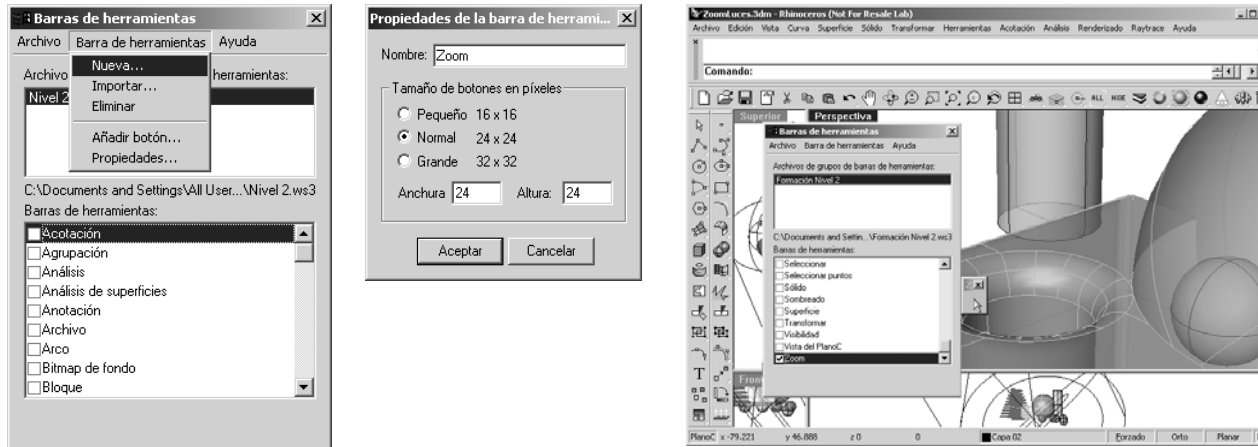 Barras de herramientas
Archivo Barra de herramientas Ayuda
Nueva...
Importar...
Eliminar
Añadir botón...
Propiedades...
Archivo herramientas:
Nivel 2
C:\Documents and Settings\All User...\Nivel 2.ws3
Barras de herramientas:
Acotación
Agrupación
Análisis
Análisis de superficies
Anotación
Archivo
Arco
Bitmap de fondo
Bloque
Propiedades de la barra de herrami...
Nombre: Zoom
Tamaño de botones en píxeles
Pequeño 16 x 16
Normal 24 x 24
Grande 32 x 32
Anchura 24 Altura: 24
Aceptar Cancelar
ZoomLuces.3dm - Rhinoceros (Not For Resale Lab)
Archivo Edición Vista Curva Superficie Sólido Transformar Herramientas Acotación Análisis Renderizado Raytrace Ayuda
Comando:
ALL HIDE
Superior Perspectiva
Barras de herramientas
Archivo Barra de herramientas Ayuda
Archivos de grupos de barras de herramientas:
Formación Nivel 2
C:\Documents and Settin...\Formación Nivel 2.ws3
Barras de herramientas:
Seleccionar
Seleccionar puntos
Sólido
Sombreado
Superficie
Transformar
Visibilidad
Vista del PlanoC
Zoom
Front
PlanoC x -79.221 y 46.888 z 0 0 Capa 02 Forzado Orto Planar